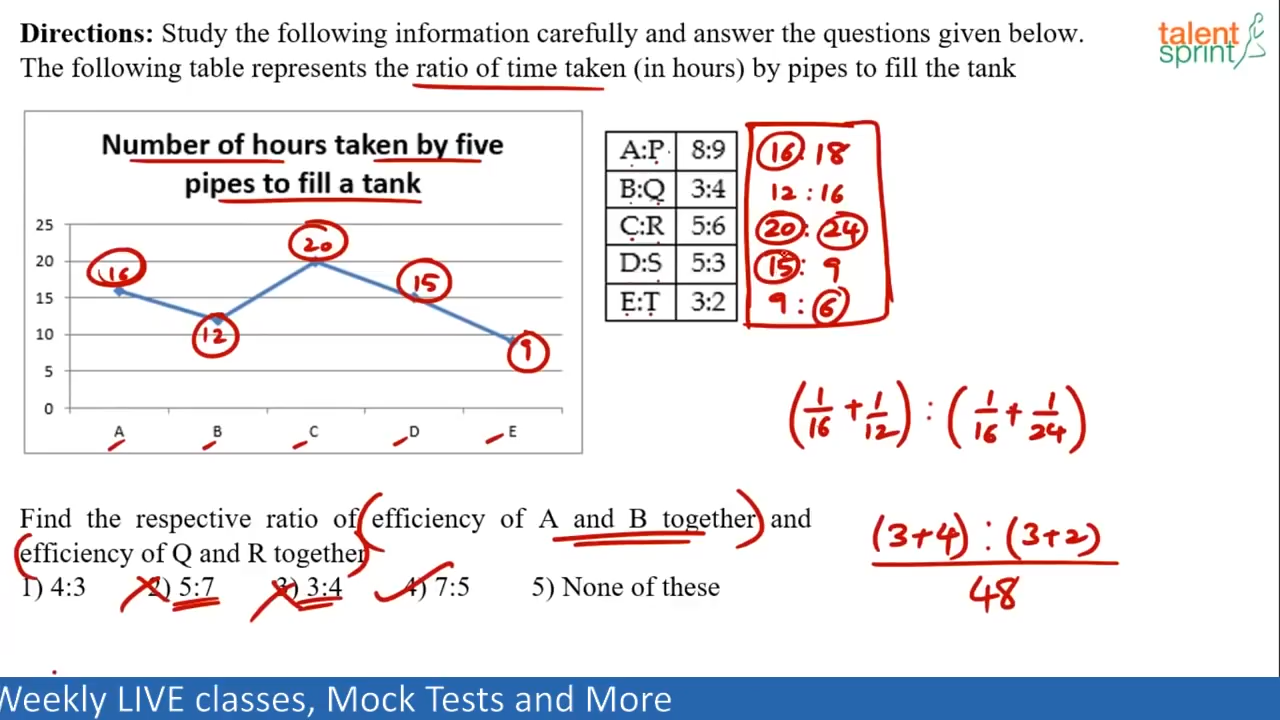 Directions: Study the following information carefully and answer the questions given below.
The following table represents the ratio of time taken (in hours) by pipes to fill the tank
talent
sprint
Number of hours taken by five
pipes to fill a tank
25
20
15
10
5
0
16
12
20
15
9
A B C D E
A:P 8:9 16:18
B:Q 3:4 12:16
C:R 5:6 20:24
D:S 5:3 15:9
E:T 3:2 9:6
(1/16 + 1/12) : (1/16 + 1/24)
(3+4) : (3+2)
48
Find the respective ratio of efficiency of A and B together and
efficiency of Q and R together
1) 4:3 2) 5:7 3) 3:4 4) 7:5 5) None of these
Weekly LIVE classes, Mock Tests and More